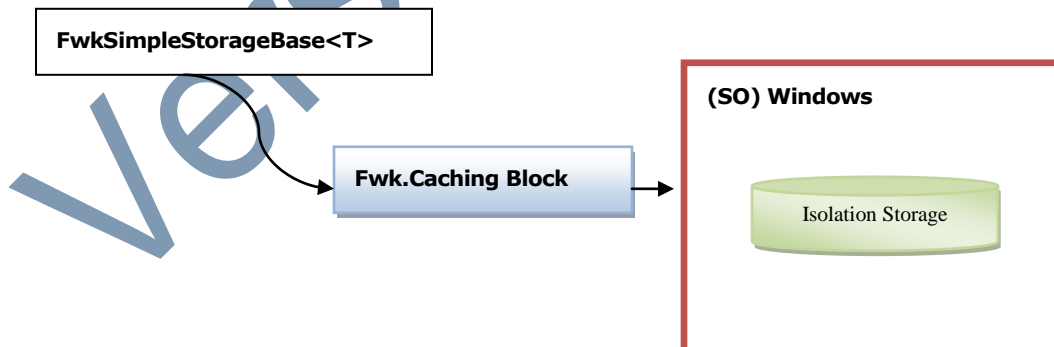 FwkSimpleStorageBase<T>
(SO) Windows
Fwk.Caching Block
Isolation Storage